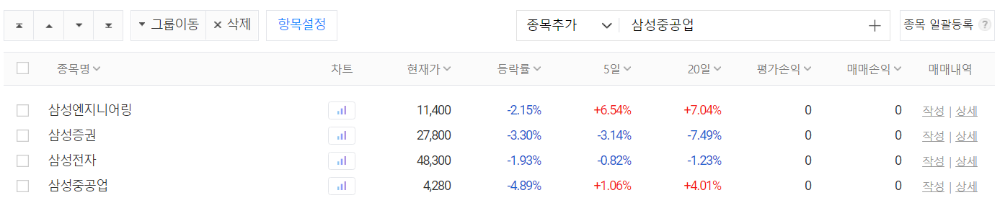 그룹이동 삭제 항목설정 종목추가 삼성중공업 종목 일괄등록 ?
종목명 차트 현재가 등락률 5일 20일 평가손익 매매손익 매매내역
삼성엔지니어링 11,400 -2.15% +6.54% +7.04% 0 0 작성 | 상세
삼성증권 27,800 -3.30% -3.14% -7.49% 0 0 작성 | 상세
삼성전자 48,300 -1.93% -0.82% -1.23% 0 0 작성 | 상세
삼성중공업 4,280 -4.89% +1.06% +4.01% 0 0 작성 | 상세